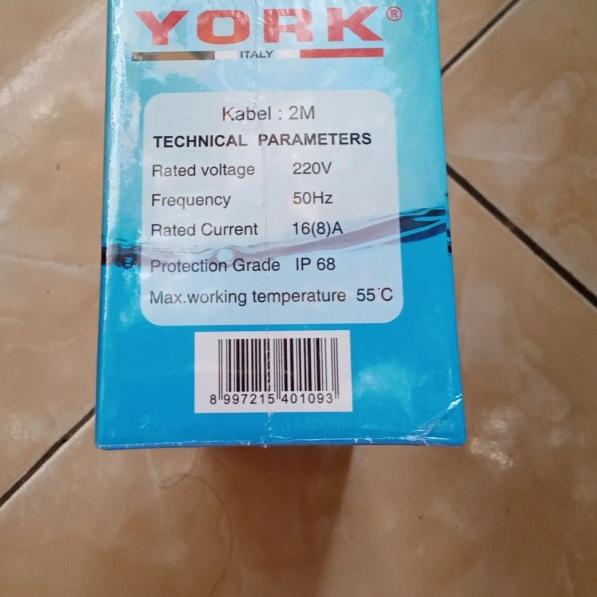 YORK®
ITALY
Kabel : 2M
TECHNICAL PARAMETERS
Rated voltage 220V
Frequency 50Hz
Rated Current 16(8)A
Protection Grade IP 68
Max.working temperature 55°C
8 997215 401093